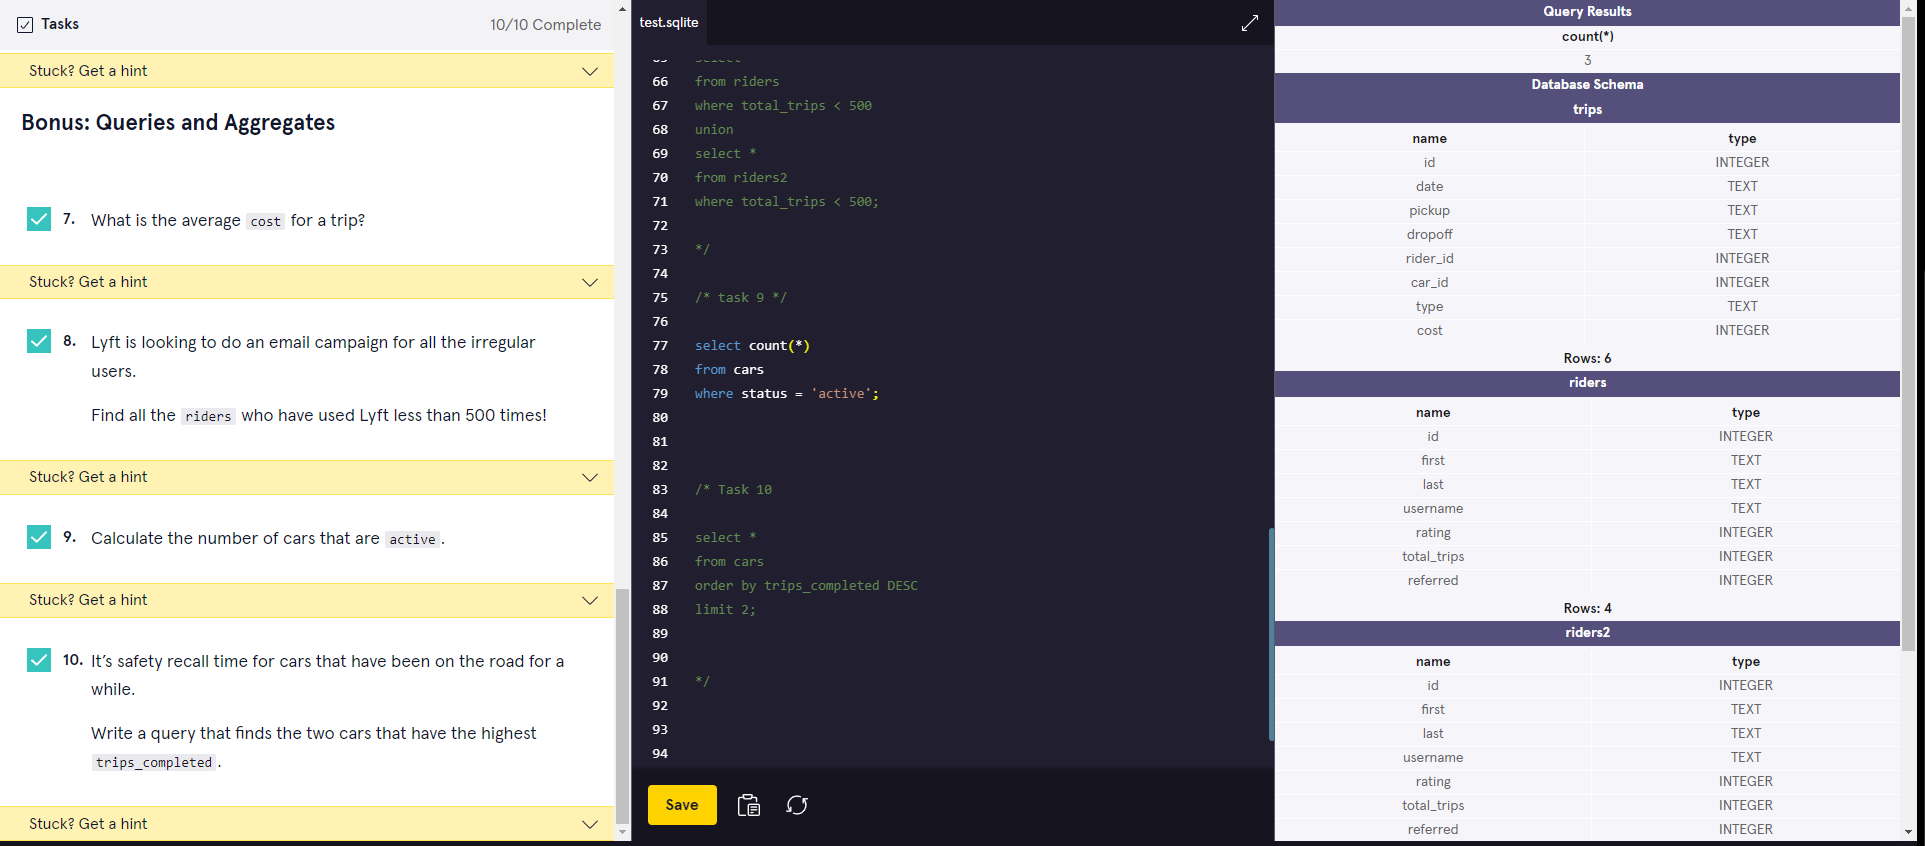 Tasks
10/10 Complete
Stuck? Get a hint
Bonus: Queries and Aggregates
7. What is the average cost for a trip?
Stuck? Get a hint
8. Lyft is looking to do an email campaign for all the irregular
users.
Find all the riders who have used Lyft less than 500 times!
Stuck? Get a hint
9. Calculate the number of cars that are active.
Stuck? Get a hint
10. It's safety recall time for cars that have been on the road for a
while.
Write a query that finds the two cars that have the highest
trips_completed.
Stuck? Get a hint
test.sqlite
66 from riders
67 where total_trips < 500
68 union
69 select *
70 from riders2
71 where total_trips < 500;
72
73 */
74
75 /* task 9 */
76
77 select count(*)
78 from cars
79 where status = 'active';
80
81
82
83 /* Task 10
84
85 select *
86 from cars
87 order by trips_completed DESC
88 limit 2;
89
90
91 */
92
93
94
Save
Query Results
count(*)
3
Database Schema
trips
name type
id INTEGER
date TEXT
pickup TEXT
dropoff TEXT
rider_id INTEGER
car_id INTEGER
type TEXT
cost INTEGER
Rows: 6
riders
name type
id INTEGER
first TEXT
last TEXT
username TEXT
rating INTEGER
total_trips INTEGER
referred INTEGER
Rows: 4
riders2
name type
id INTEGER
first TEXT
last TEXT
username TEXT
rating INTEGER
total_trips INTEGER
referred INTEGER